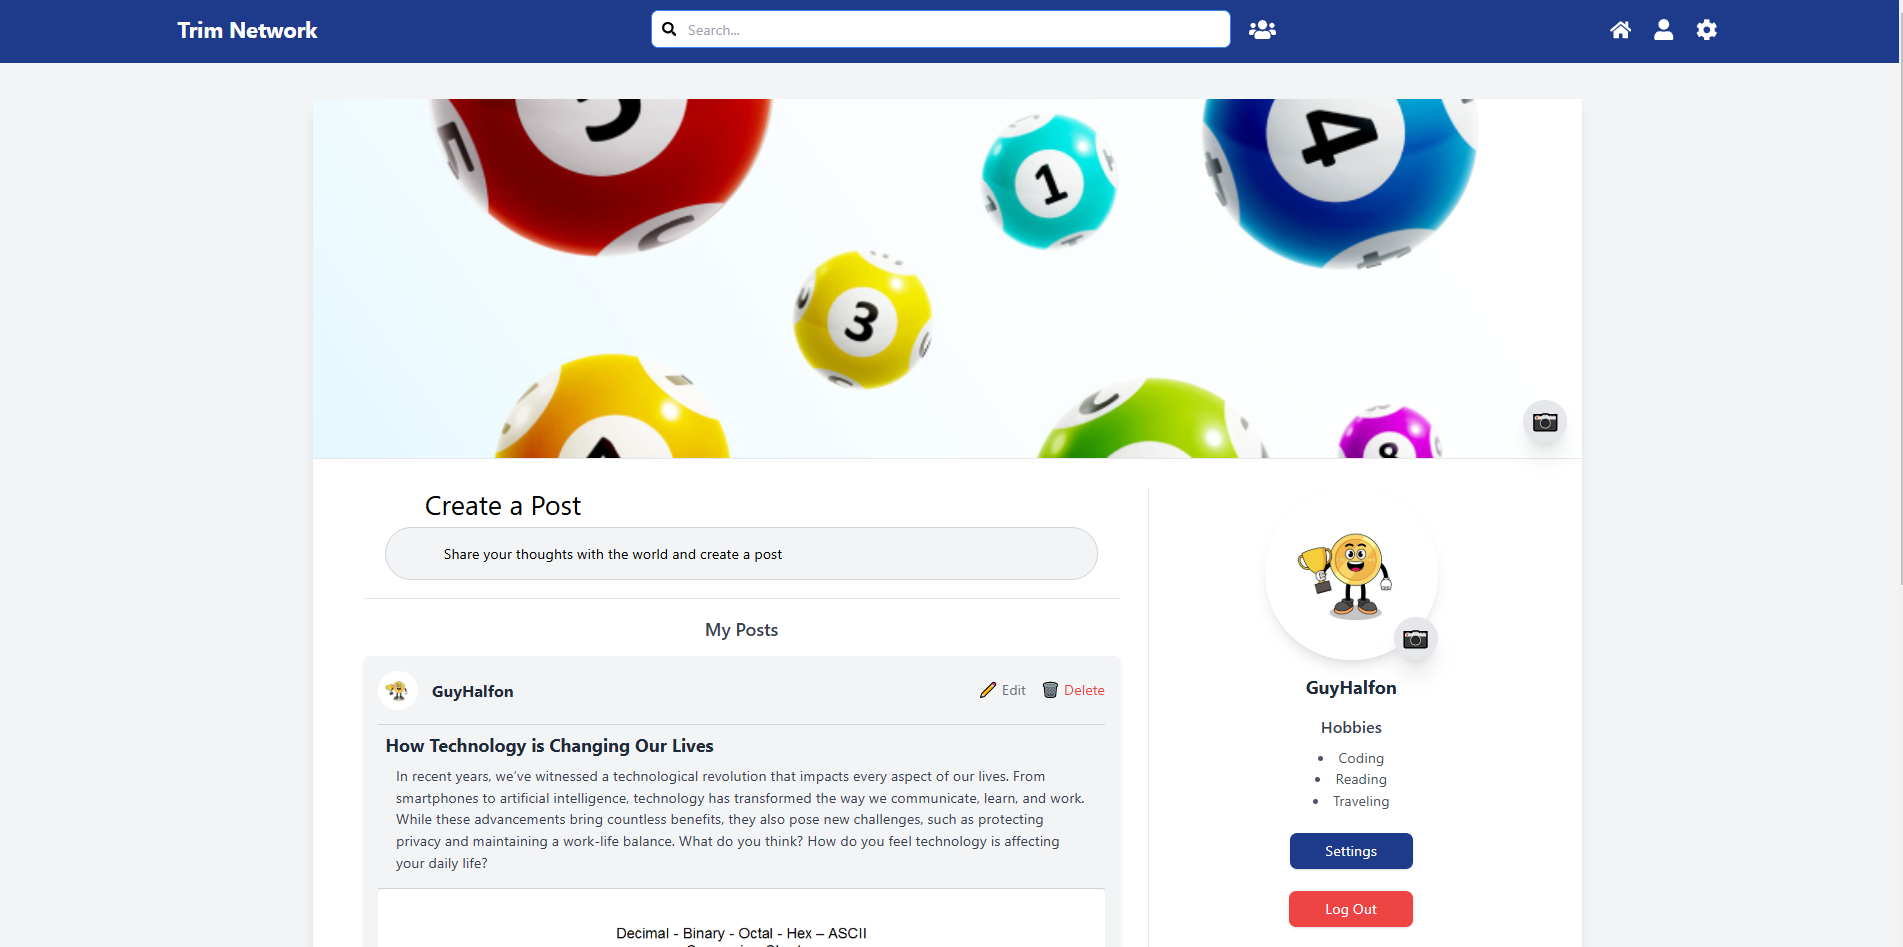 Trim Network
Search...
3
1
4
3
8
Create a Post
Share your thoughts with the world and create a post
My Posts
GuyHalfon
Edit
Delete
How Technology is Changing Our Lives
In recent years, we’ve witnessed a technological revolution that impacts every aspect of our lives. From
smartphones to artificial intelligence, technology has transformed the way we communicate, learn, and work.
While these advancements bring countless benefits, they also pose new challenges, such as protecting
privacy and maintaining a work-life balance. What do you think? How do you feel technology is affecting
your daily life?
Decimal - Binary - Octal - Hex – ASCII
GuyHalfon
Hobbies
• Coding
• Reading
• Traveling
Settings
Log Out